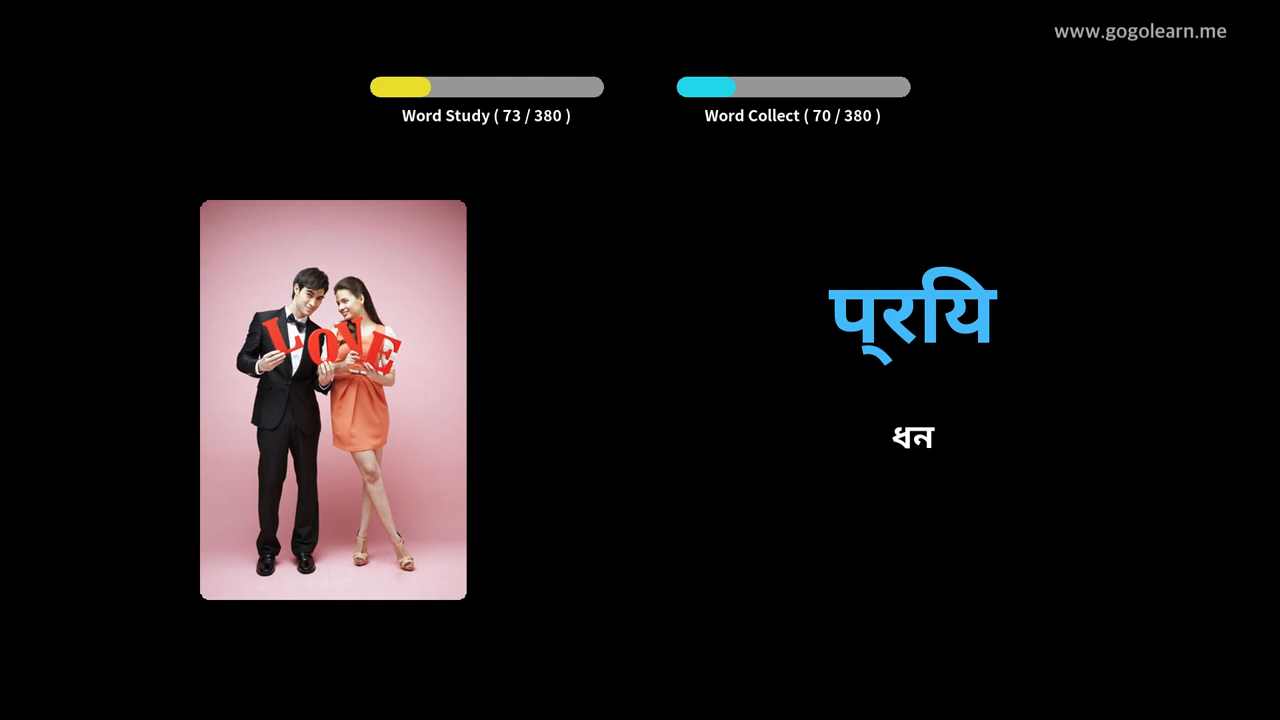 www.gogolearn.me
Word Study ( 73 / 380 )
Word Collect ( 70 / 380 )
LOVE
प्‌रयि
धन